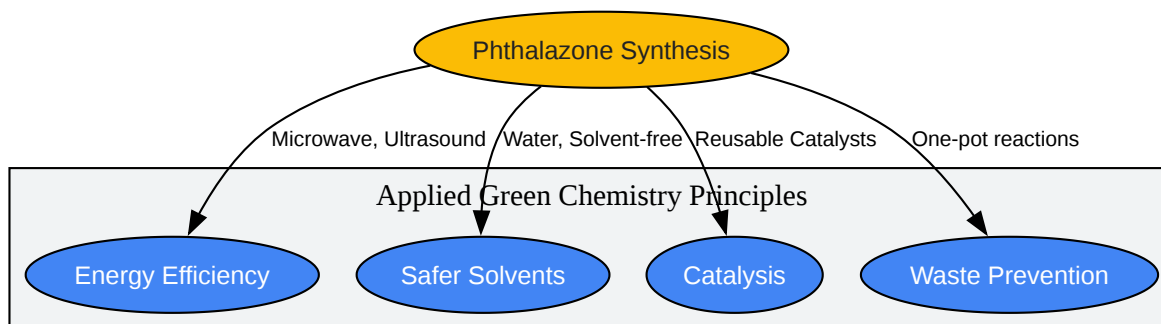 Phthalazone Synthesis
Microwave, Ultrasound
Water, Solvent-free
Reusable Catalysts
One-pot reactions
Applied Green Chemistry Principles
Energy Efficiency
Safer Solvents
Catalysis
Waste Prevention